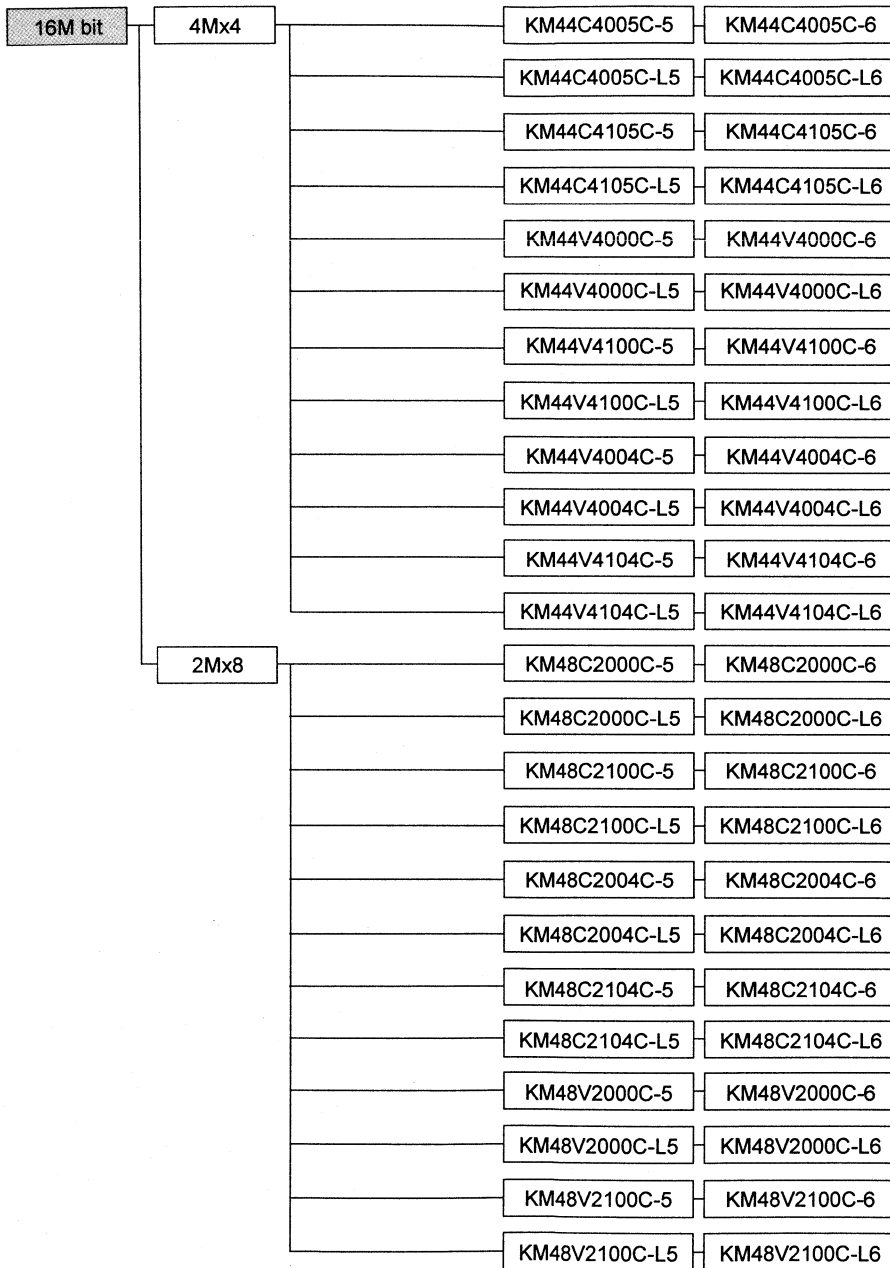 16M bit 4Mx4 KM44C4005C-5 KM44C4005C-6
KM44C4005C-L5 KM44C4005C-L6
KM44C4105C-5 KM44C4105C-6
KM44C4105C-L5 KM44C4105C-L6
KM44V4000C-5 KM44V4000C-6
KM44V4000C-L5 KM44V4000C-L6
KM44V4100C-5 KM44V4100C-6
KM44V4100C-L5 KM44V4100C-L6
KM44V4004C-5 KM44V4004C-6
KM44V4004C-L5 KM44V4004C-L6
KM44V4104C-5 KM44V4104C-6
KM44V4104C-L5 KM44V4104C-L6
2Mx8 KM48C2000C-5 KM48C2000C-6
KM48C2000C-L5 KM48C2000C-L6
KM48C2100C-5 KM48C2100C-6
KM48C2100C-L5 KM48C2100C-L6
KM48C2004C-5 KM48C2004C-6
KM48C2004C-L5 KM48C2004C-L6
KM48C2104C-5 KM48C2104C-6
KM48C2104C-L5 KM48C2104C-L6
KM48V2000C-5 KM48V2000C-6
KM48V2000C-L5 KM48V2000C-L6
KM48V2100C-5 KM48V2100C-6
KM48V2100C-L5 KM48V2100C-L6